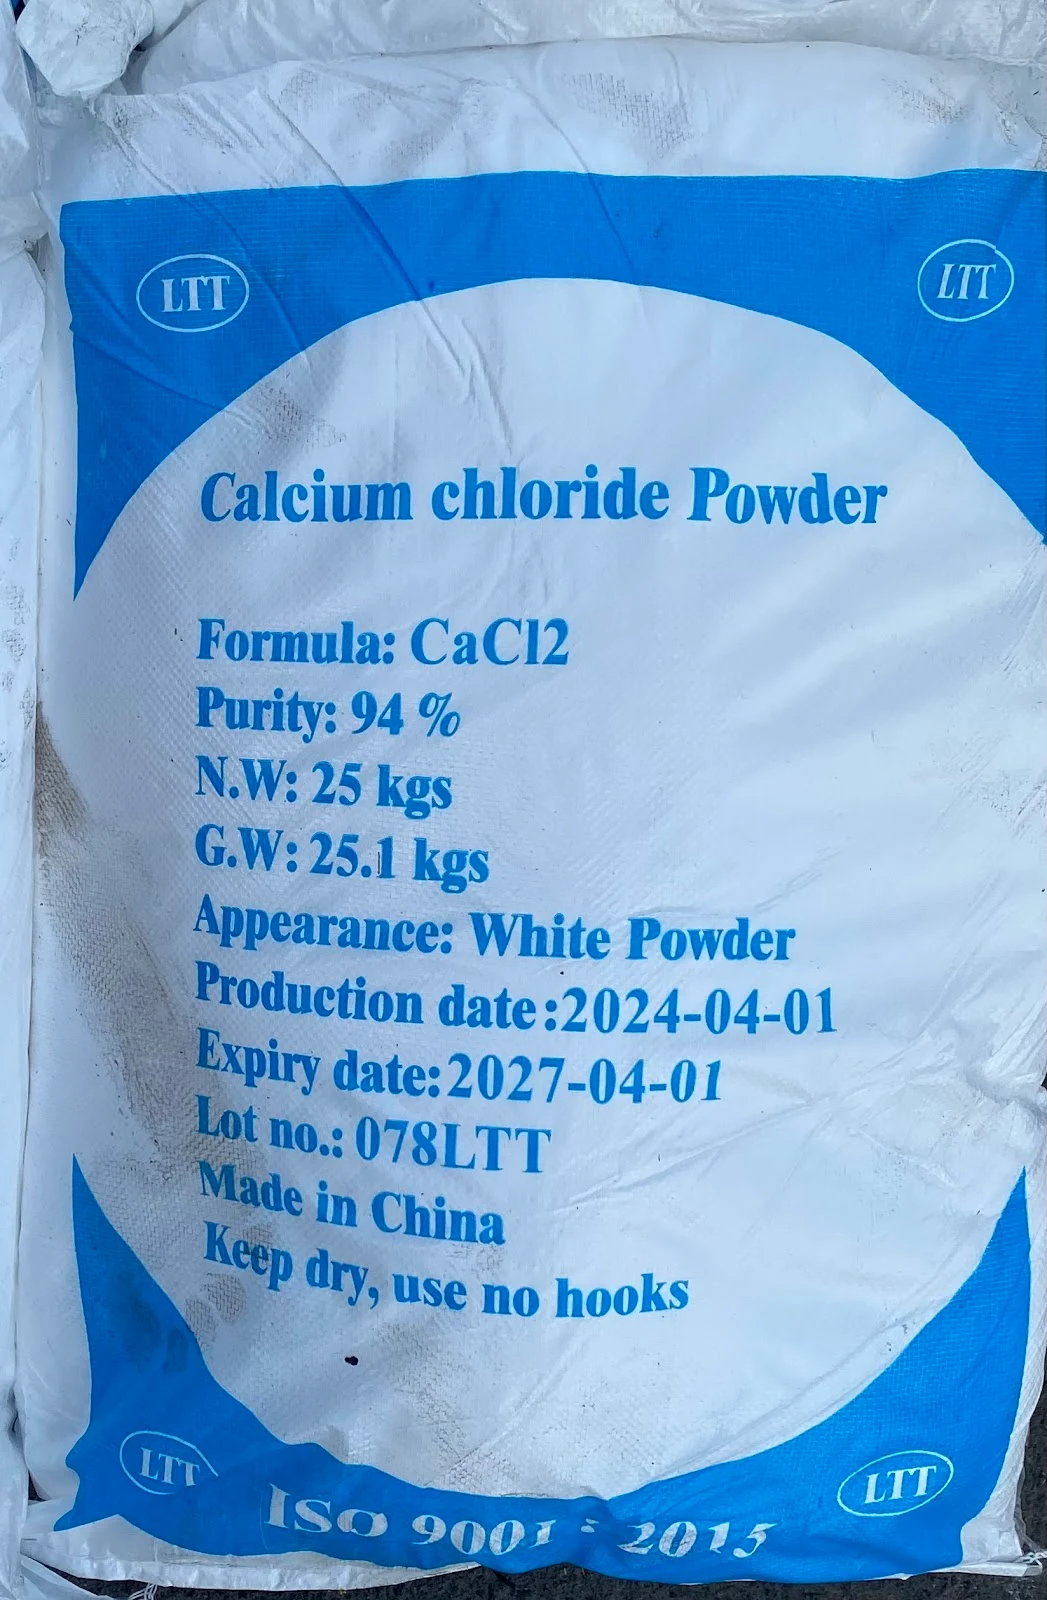 LTT
LTT
Calcium chloride Powder
Formula: CaCl2
Purity: 94 %
N.W: 25 kgs
G.W: 25.1 kgs
Appearance: White Powder
Production date:2024-04-01
Expiry date:2027-04-01
Lot no.: 078LTT
Made in China
Keep dry, use no hooks
LTT
LTT
ISO 9001 : 2015